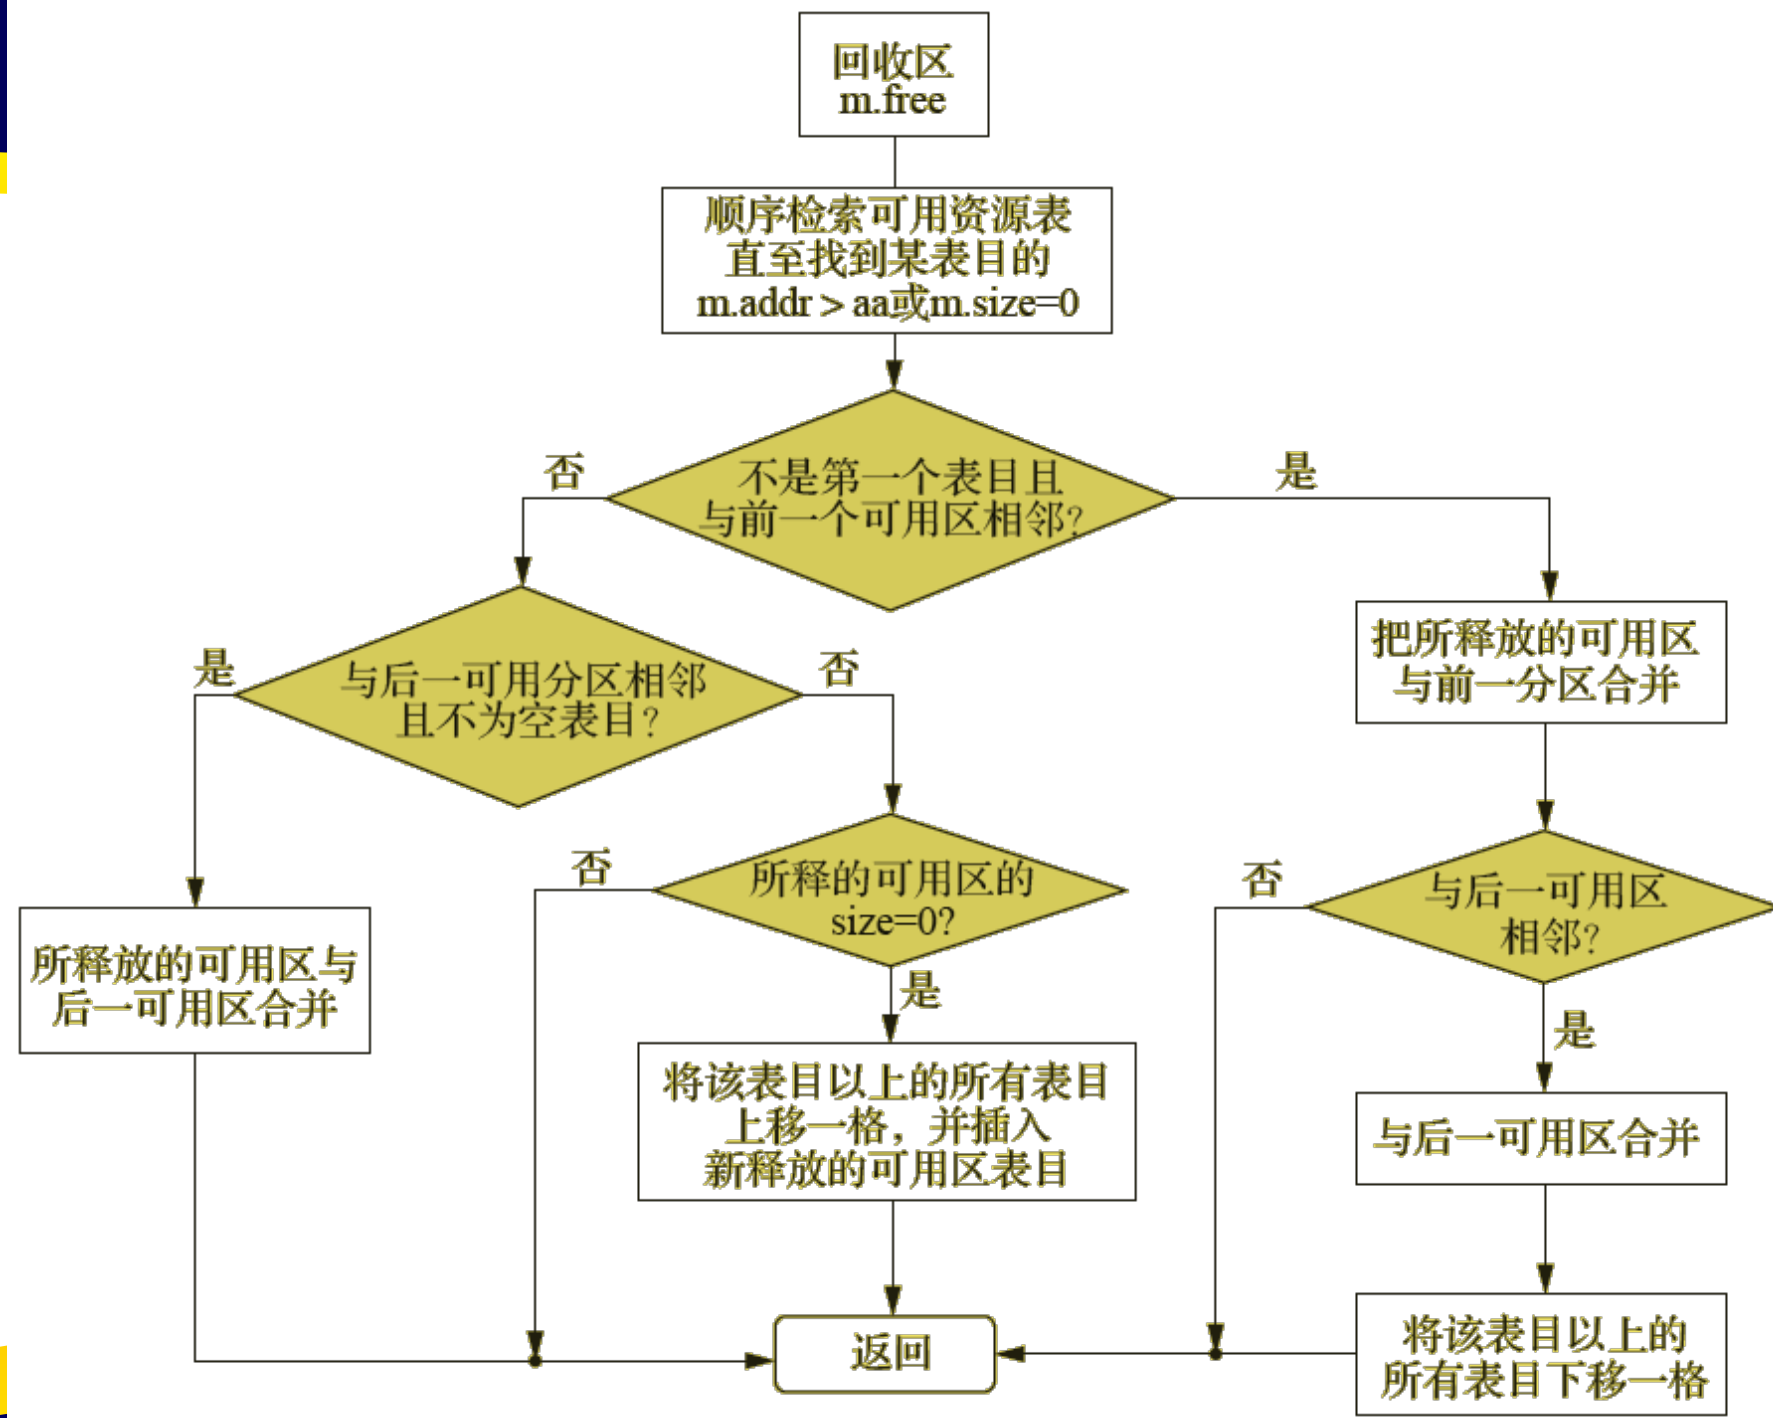 回收区
m.free
顺序检索可用资源表
直至找到某表目的
m.addr > aa或m.size=0
不是第一个表目且
与前一个可用区相邻?
否
是
与后一可用分区相邻
且不为空表目?
是
否
把所释放的可用区
与前一分区合并
所释的可用区的
size=0?
否
是
与后一可用区
相邻?
否
是
所释放的可用区与
后一可用区合并
将该表目以上的所有表目
上移一格，并插入
新释放的可用区表目
与后一可用区合并
将该表目以上的
所有表目下移一格
返回